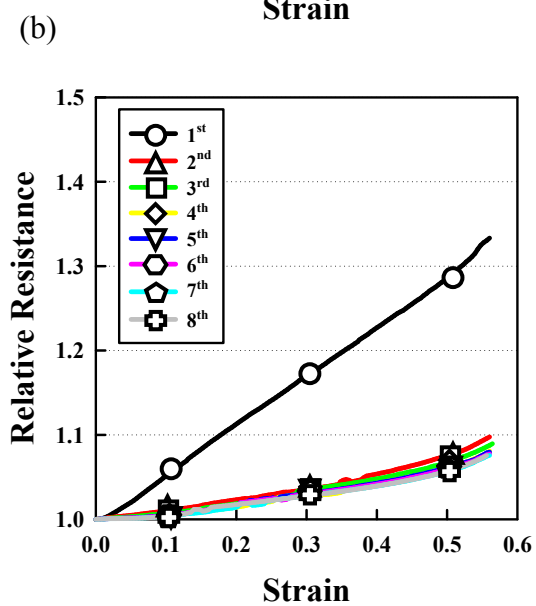 Strain
(b)
1.5
1.4
1.3
1.2
1.1
1.0
Relative Resistance
1st
2nd
3rd
4th
5th
6th
7th
8th
0.0 0.1 0.2 0.3 0.4 0.5 0.6
Strain